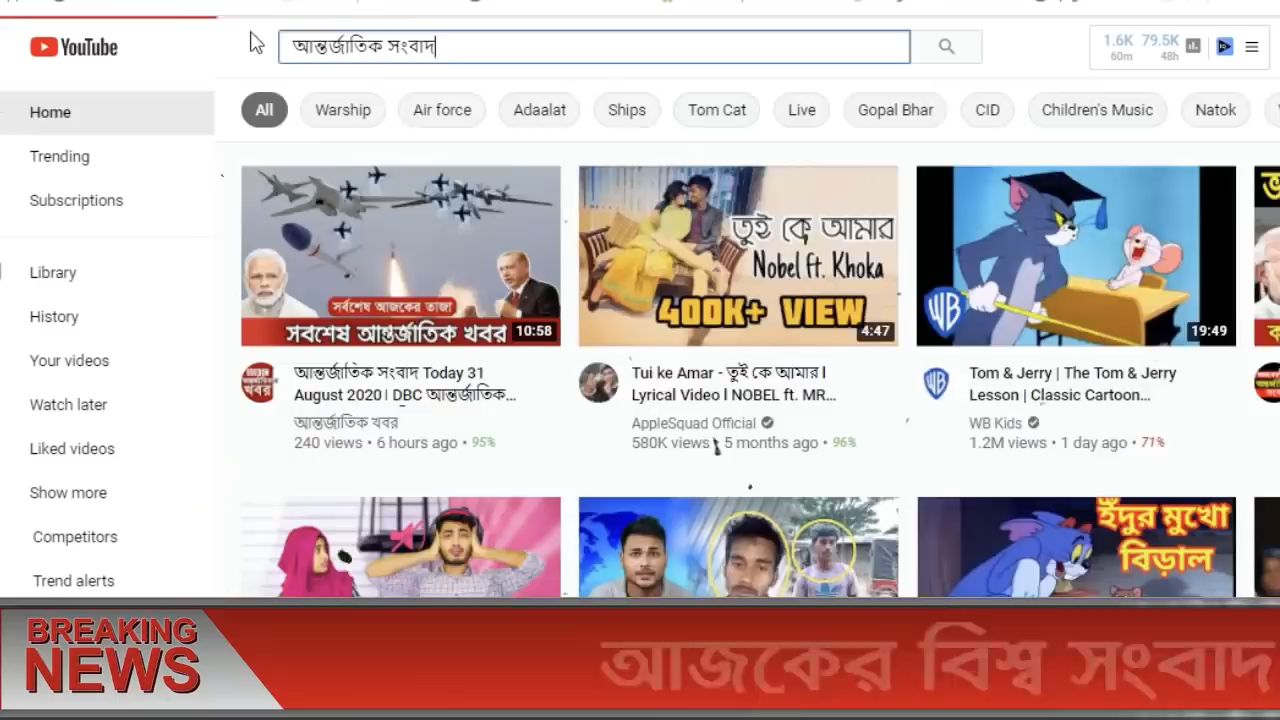 YouTube
আন্তর্জাতিক সংবাদ
1.6K 79.5K
60m 48h
Home
Trending
Subscriptions
Library
History
Your videos
Watch later
Liked videos
Show more
Competitors
Trend alerts
All Warship Air force Adaalat Ships Tom Cat Live Gopal Bhar CID Children's Music Natok
সর্বশেষ আজকের তাজা
সবশেষ আন্তর্জাতিক খবর 10:58
আন্তর্জাতিক সংবাদ Today 31
August 2020। DBC আন্তর্জাতিক...
আন্তর্জাতিক খবর
240 views • 6 hours ago • 95%
তুই কে আমার
Nobel ft. Khoka
400K+ VIEW
4:47
Tui ke Amar - তুই কে আমার l
Lyrical Video l NOBEL ft. MR...
AppleSquad Official
580K views • 5 months ago • 96%
WB
19:49
Tom & Jerry | The Tom & Jerry
Lesson | Classic Cartoon...
WB Kids
1.2M views • 1 day ago • 71%
ইঁদুর মুখো
বিড়াল
BREAKING
NEWS
আজকের বিশ্ব সংবাদ